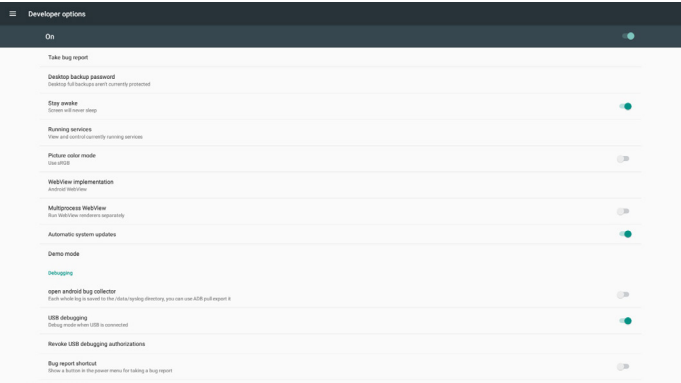 Developer options
On
Take bug report
Desktop backup password
Desktop full backups aren't currently protected
Stay awake
Screen will never sleep
Running services
View and control currently running services
Picture color mode
Use sRGB
WebView implementation
Android WebView
Multiprocess WebView
Run WebView renderers separately
Automatic system updates
Demo mode
Debugging
open android bug collector
Each whole log is saved to the /data/syslog directory, you can use ADB pull export it
USB debugging
Debug mode when USB is connected
Revoke USB debugging authorizations
Bug report shortcut
Show a button in the power menu for taking a bug report